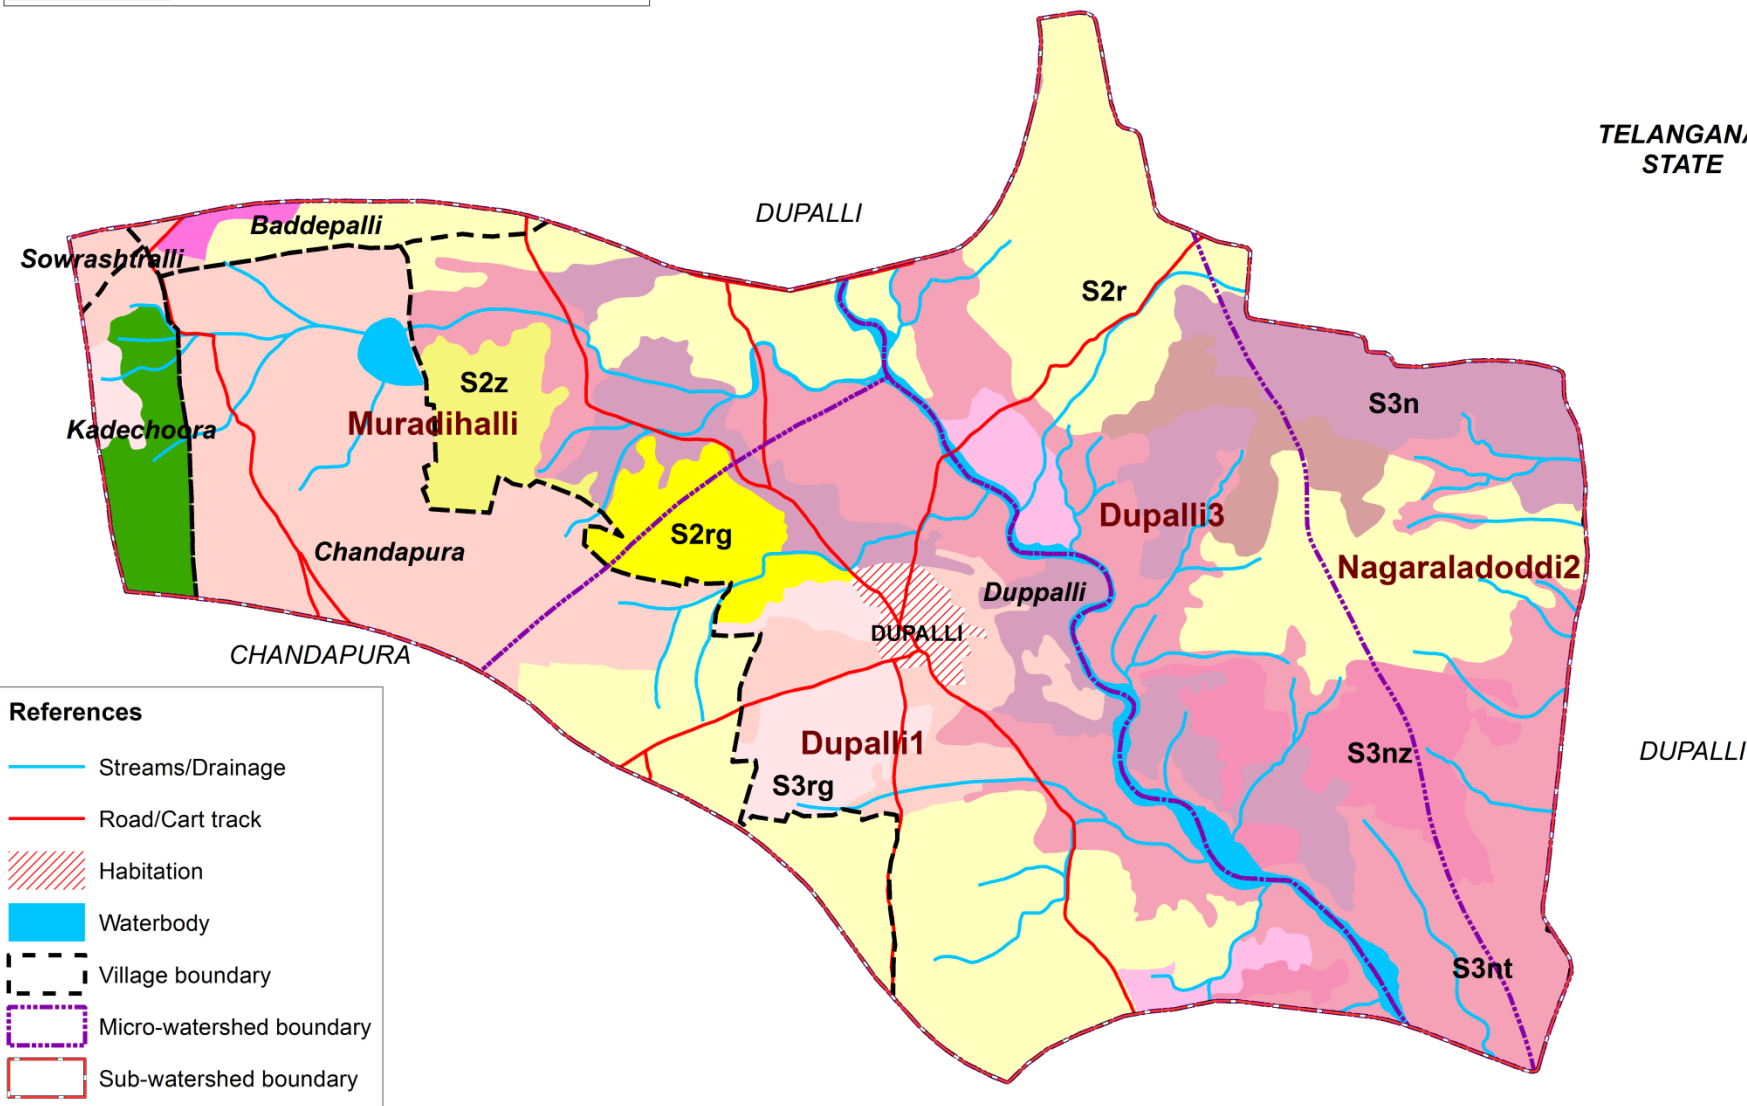 TELANGANA
STATE
DUPALLI
Baddepalli
Sowrashtralli
S2r
S2z
S3n
Muradihalli
Kadechoora
Dupalli3
S2rg
Chandapura
Nagaraladoddi2
Duppalli
DUPALLI
CHANDAPURA
Dupalli1
S3nz
DUPALLI
S3rg
S3nt
References
Streams/Drainage
Road/Cart track
Habitation
Waterbody
Village boundary
Micro-watershed boundary
Sub-watershed boundary